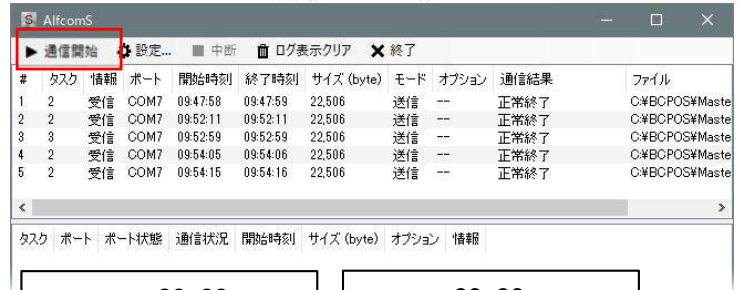 S AlfcomS
▶ 通信開始 設定... ■ 中断 ログ表示クリア ✕ 終了
# タスク 情報 ポート 開始時刻 終了時刻 サイズ (byte) モード オプション 通信結果 ファイル
1 2 受信 COM7 09:47:58 09:47:59 22,506 送信 -- 正常終了 C:¥BCPOS¥Maste
2 2 受信 COM7 09:52:11 09:52:11 22,506 送信 -- 正常終了 C:¥BCPOS¥Maste
3 3 受信 COM7 09:52:59 09:52:59 22,506 送信 -- 正常終了 C:¥BCPOS¥Maste
4 2 受信 COM7 09:54:05 09:54:06 22,506 送信 -- 正常終了 C:¥BCPOS¥Maste
5 2 受信 COM7 09:54:15 09:54:16 22,506 送信 -- 正常終了 C:¥BCPOS¥Maste
タスク ポート ポート状態 通信状況 開始時刻 サイズ (byte) オプション 情報